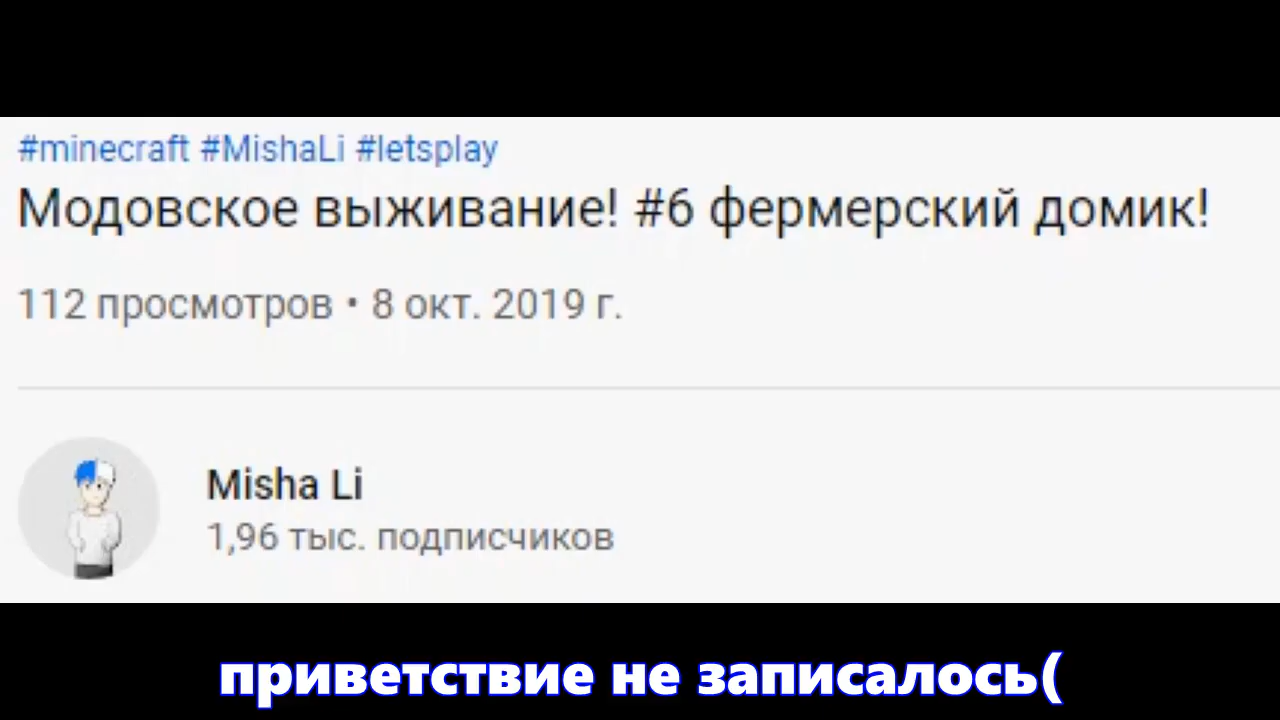 #minecraft #MishaLi #letsplay
Модовское выживание! #6 фермерский домик!
112 просмотров • 8 окт. 2019 г.
Misha Li
1,96 тыс. подписчиков
приветствие не записалось(